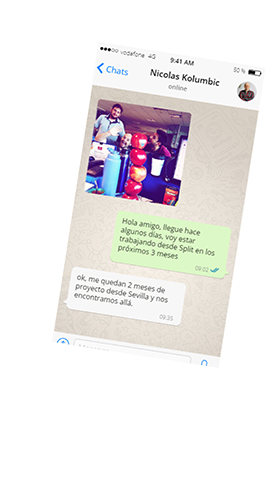 vodafone 4G
9:41 AM
50 %
Chats
Nicolas Kolumbic
online
Hola amigo, llegue hace
algunos días, voy estar
trabajando desde Split en los
próximos 3 meses
09:02
ok, me quedan 2 meses de
proyecto desde Sevilla y nos
encontramos allá.
09:35